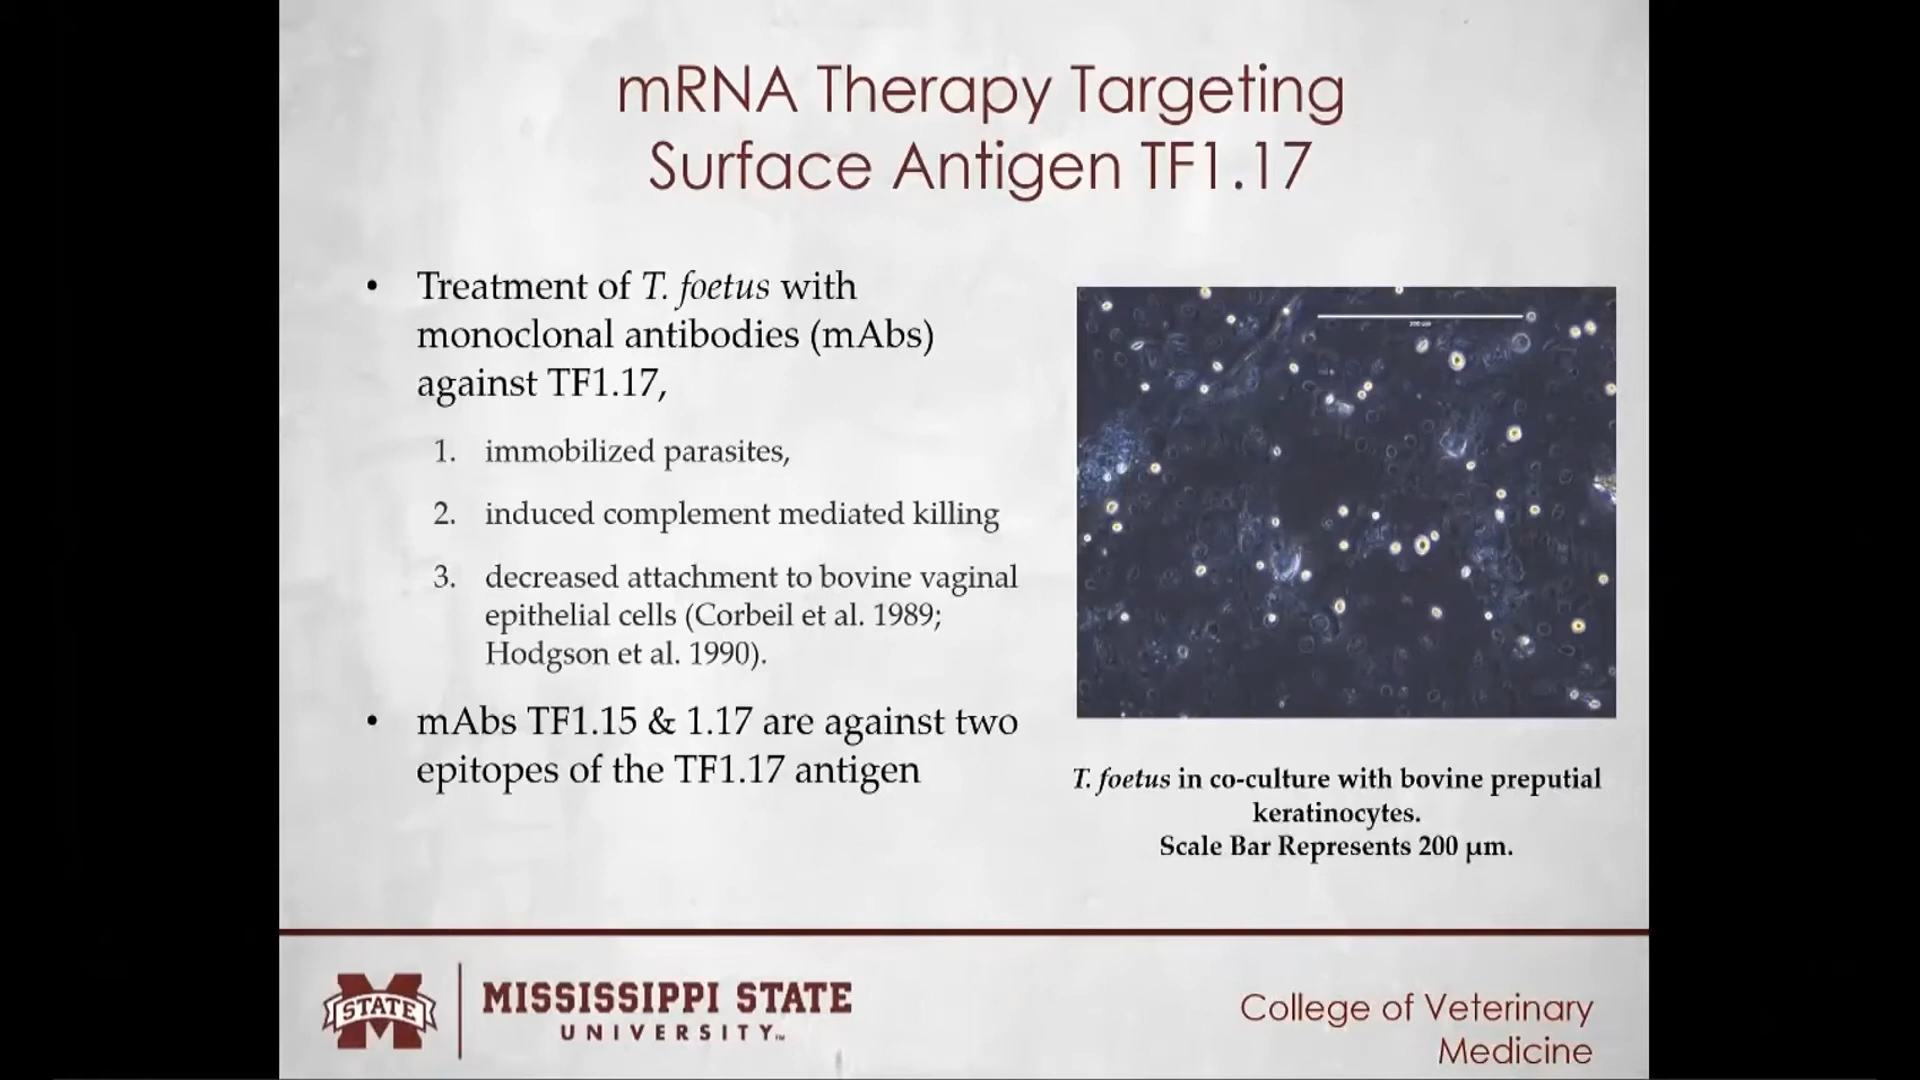 mRNA Therapy Targeting
Surface Antigen TF1.17
• Treatment of T. foetus with
monoclonal antibodies (mAbs)
against TF1.17,
1. immobilized parasites,
2. induced complement mediated killing
3. decreased attachment to bovine vaginal
epithelial cells (Corbeil et al. 1989;
Hodgson et al. 1990).
• mAbs TF1.15 & 1.17 are against two
epitopes of the TF1.17 antigen
200 µm
T. foetus in co-culture with bovine preputial
keratinocytes.
Scale Bar Represents 200 µm.
STATE
MISSISSIPPI STATE
UNIVERSITY™
College of Veterinary
Medicine